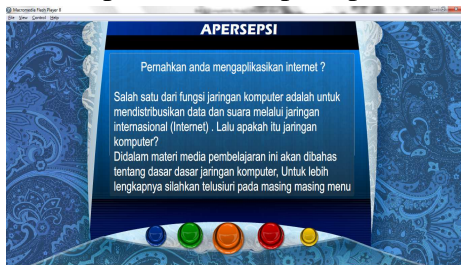 Macromedia Flash Player 8
File View Control Help
APERSEPSI
Pernahkan anda mengaplikasikan internet ?
Salah satu dari fungsi jaringan komputer adalah untuk
mendistribusikan data dan suara melalui jaringan
internasional (Internet) . Lalu apakah itu jaringan
komputer?
Didalam materi media pembelajaran ini akan dibahas
tentang dasar dasar jaringan komputer, Untuk lebih
lengkapnya silahkan telusiuri pada masing masing menu